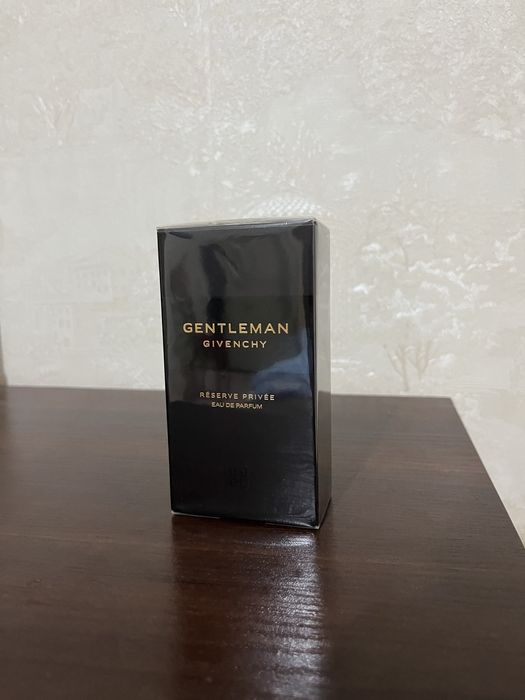 GENTLEMAN
GIVENCHY
RÉSERVE PRIVÉE
EAU DE PARFUM